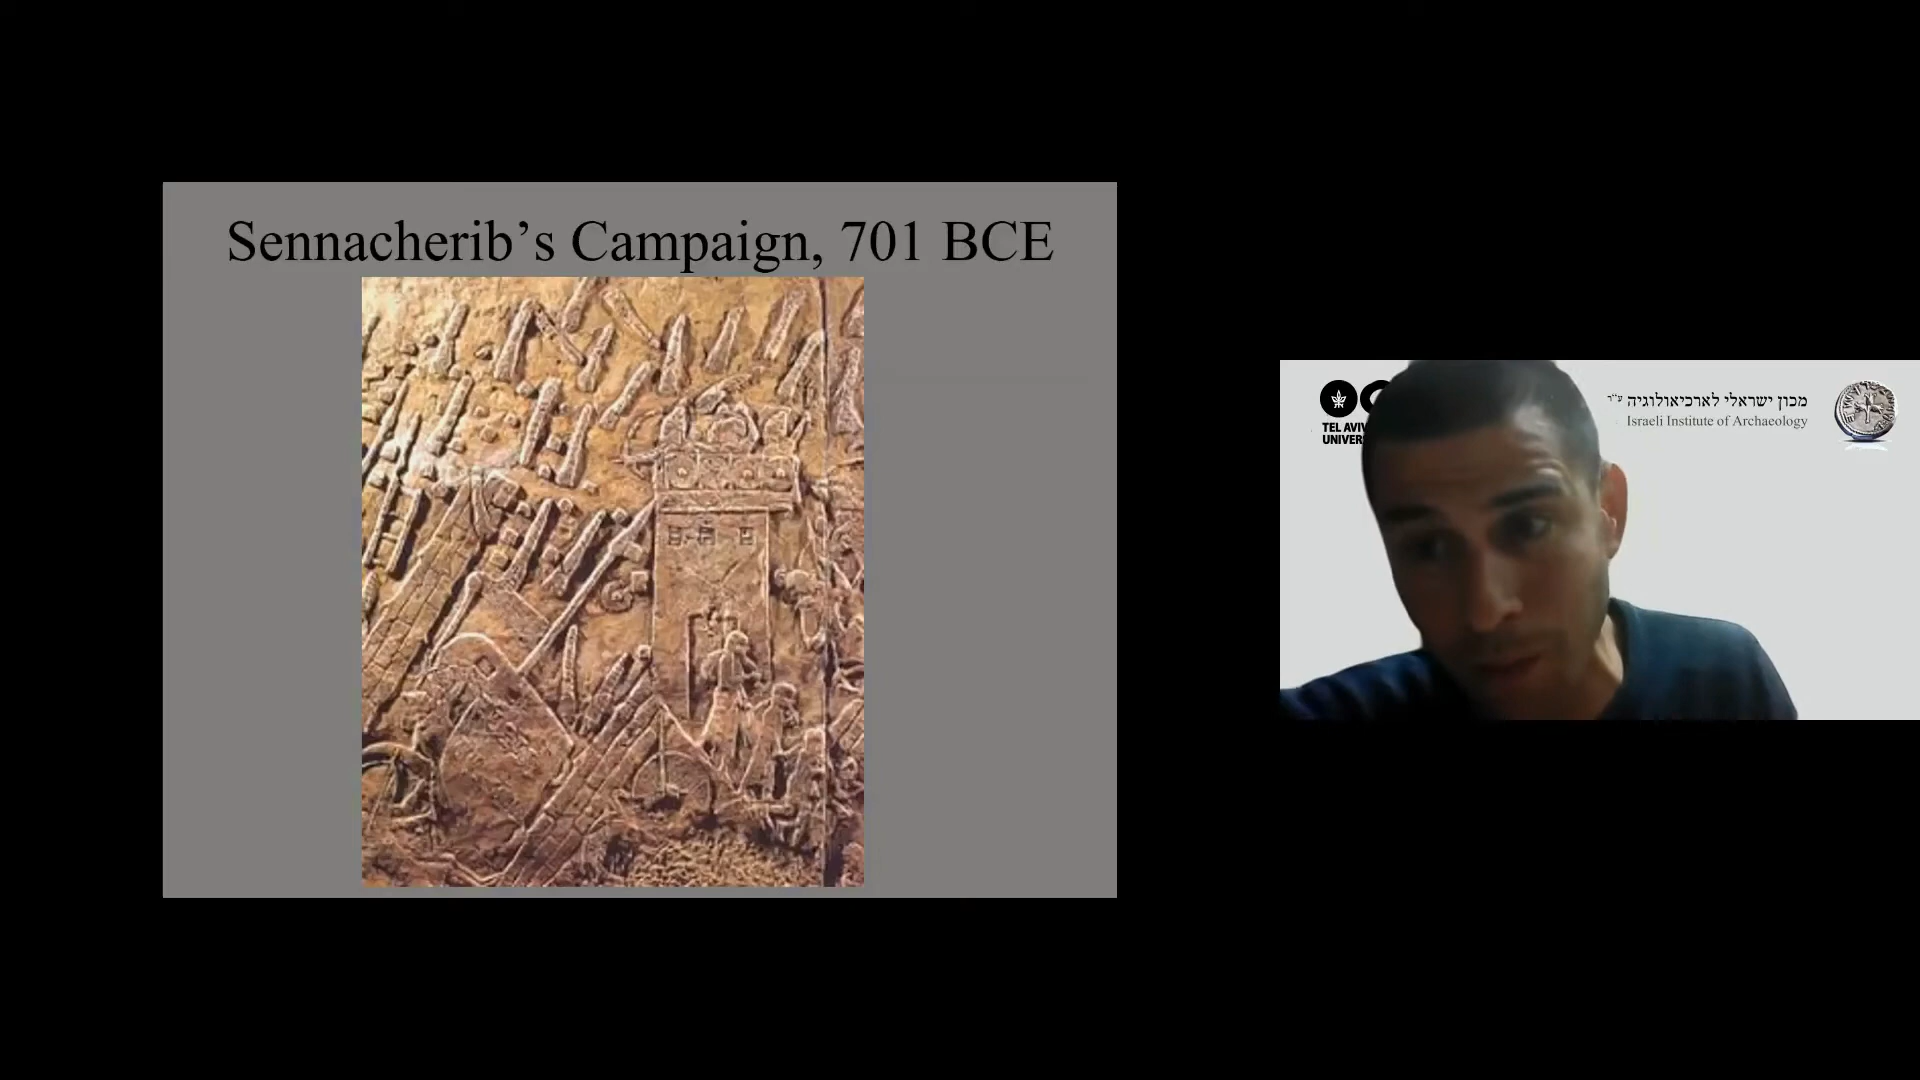 Sennacherib’s Campaign, 701 BCE
TEL AVIV
UNIVERS
מכון ישראלי לארכיאולוגיה ע״ר
Israeli Institute of Archaeology